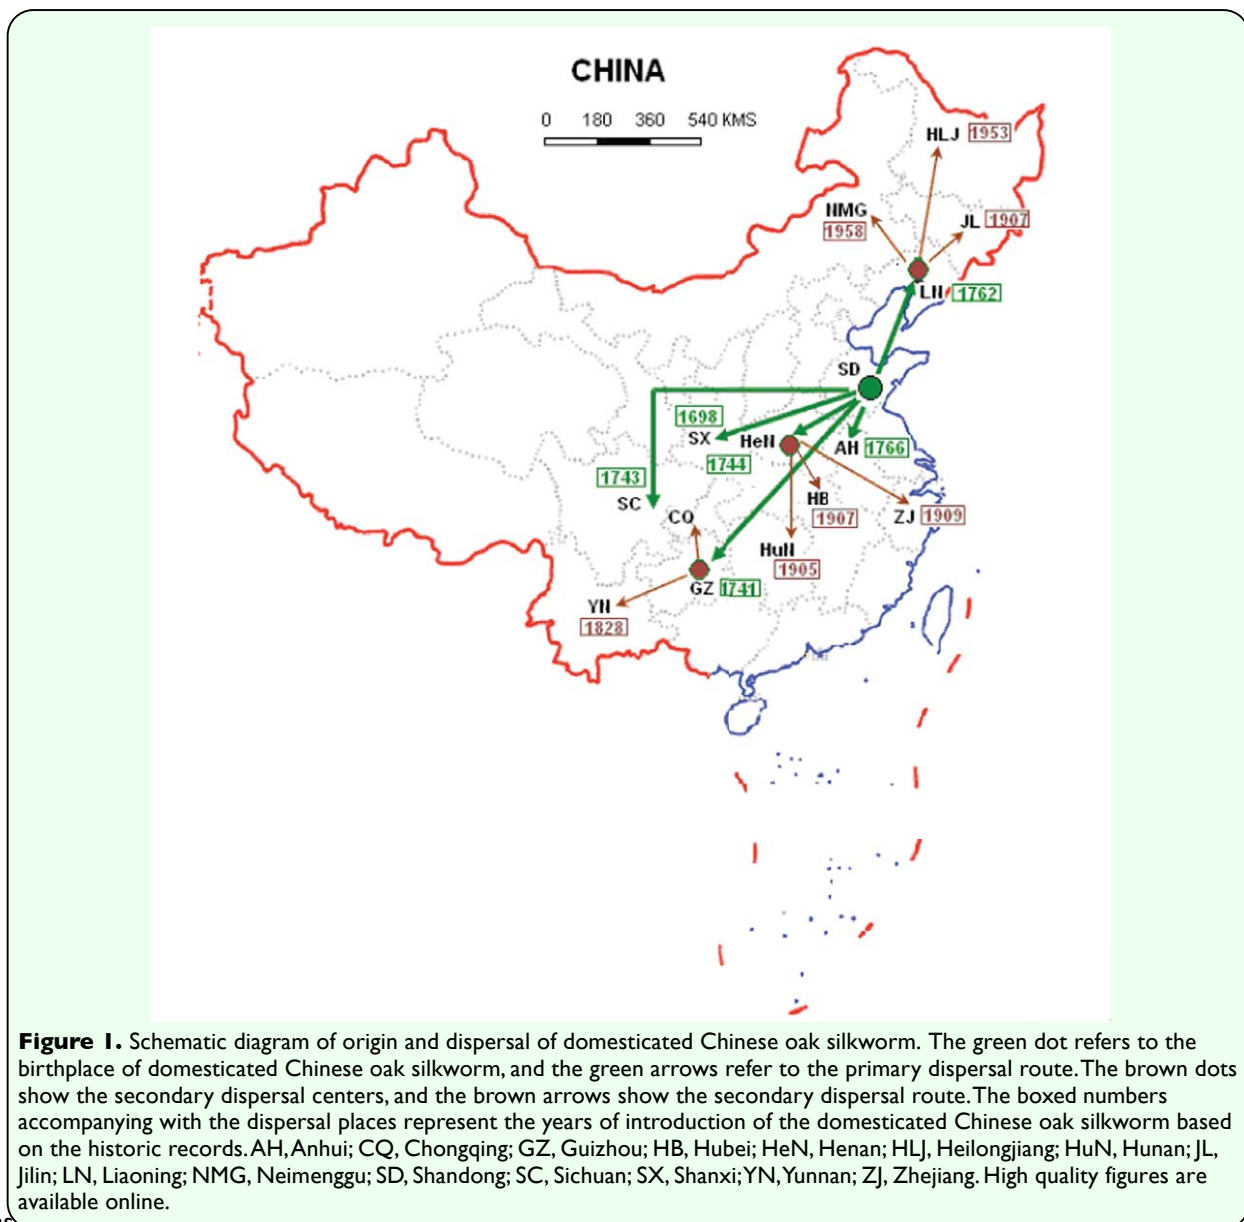 CHINA
0 180 360 540 KMS
HLJ 1953
NMG
1958
JL 1907
LN 1762
SD
1698
SX
HeN
AH 1766
1744
1743
SC
HB
1907
CQ
ZJ 1909
HuN
1905
GZ 1741
YN
1828
Figure 1. Schematic diagram of origin and dispersal of domesticated Chinese oak silkworm. The green dot refers to the
birthplace of domesticated Chinese oak silkworm, and the green arrows refer to the primary dispersal route. The brown dots
show the secondary dispersal centers, and the brown arrows show the secondary dispersal route. The boxed numbers
accompanying with the dispersal places represent the years of introduction of the domesticated Chinese oak silkworm based
on the historic records. AH, Anhui; CQ, Chongqing; GZ, Guizhou; HB, Hubei; HeN, Henan; HLJ, Heilongjiang; HuN, Hunan; JL,
Jilin; LN, Liaoning; NMG, Neimenggu; SD, Shandong; SC, Sichuan; SX, Shanxi; YN, Yunnan; ZJ, Zhejiang. High quality figures are
available online.